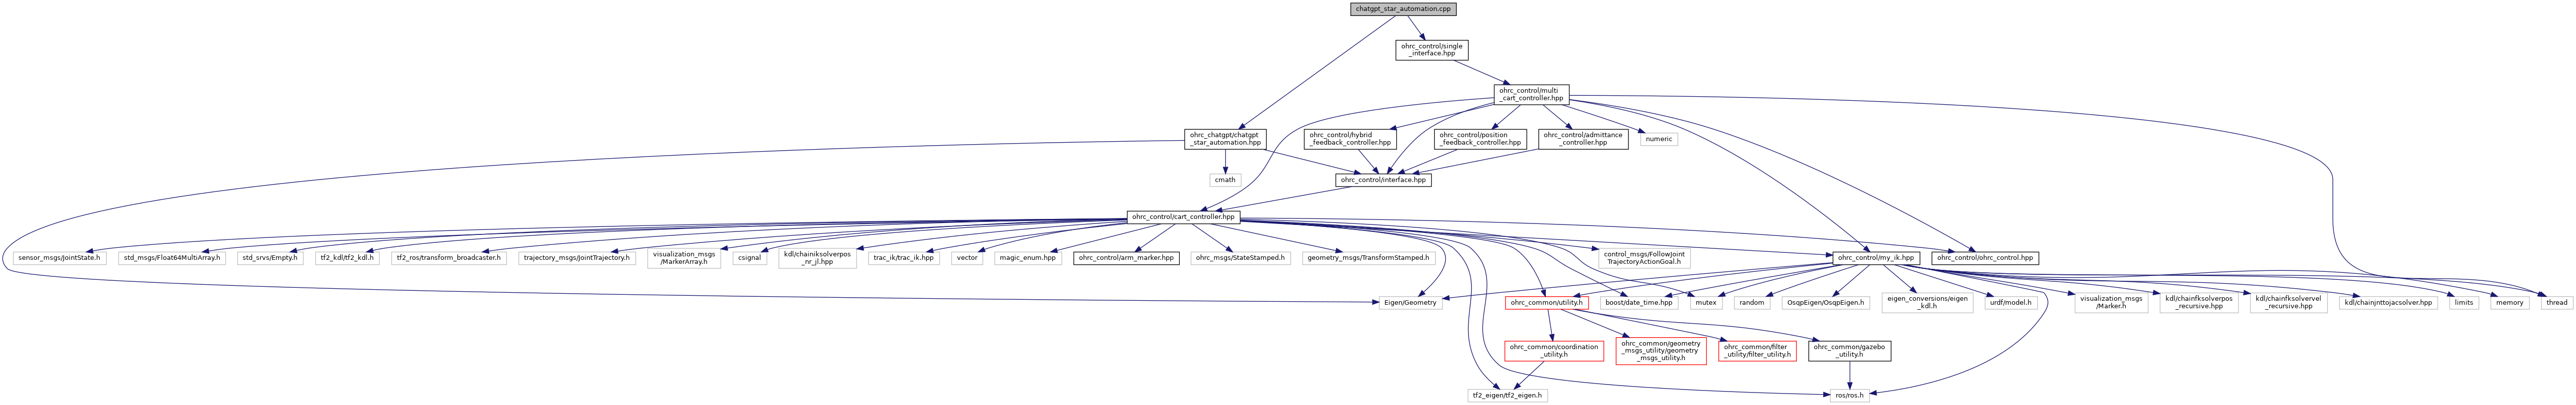 chatgpt_star_automation.cpp
ohrc_control/single
_interface.hpp
ohrc_control/multi
_cart_controller.hpp
ohrc_chatgpt/chatgpt
_star_automation.hpp
ohrc_control/hybrid
_feedback_controller.hpp
ohrc_control/position
_feedback_controller.hpp
ohrc_control/admittance
_controller.hpp
numeric
cmath
ohrc_control/interface.hpp
ohrc_control/cart_controller.hpp
sensor_msgs/JointState.h
std_msgs/Float64MultiArray.h
std_srvs/Empty.h
tf2_kdl/tf2_kdl.h
tf2_ros/transform_broadcaster.h
trajectory_msgs/JointTrajectory.h
visualization_msgs
/MarkerArray.h
csignal
kdl/chainiksolverpos
_nr_jl.hpp
trac_ik/trac_ik.hpp
vector
magic_enum.hpp
ohrc_control/arm_marker.hpp
ohrc_msgs/StateStamped.h
geometry_msgs/TransformStamped.h
control_msgs/FollowJoint
TrajectoryActionGoal.h
ohrc_control/my_ik.hpp
ohrc_control/ohrc_control.hpp
Eigen/Geometry
ohrc_common/utility.h
boost/date_time.hpp
mutex
random
OsqpEigen/OsqpEigen.h
eigen_conversions/eigen
_kdl.h
urdf/model.h
visualization_msgs
/Marker.h
kdl/chainfksolverpos
_recursive.hpp
kdl/chainfksolvervel
_recursive.hpp
kdl/chainjnttojacsolver.hpp
limits
memory
thread
ohrc_common/coordination
_utility.h
ohrc_common/geometry
_msgs_utility/geometry
_msgs_utility.h
ohrc_common/filter
_utility/filter_utility.h
ohrc_common/gazebo
_utility.h
tf2_eigen/tf2_eigen.h
ros/ros.h